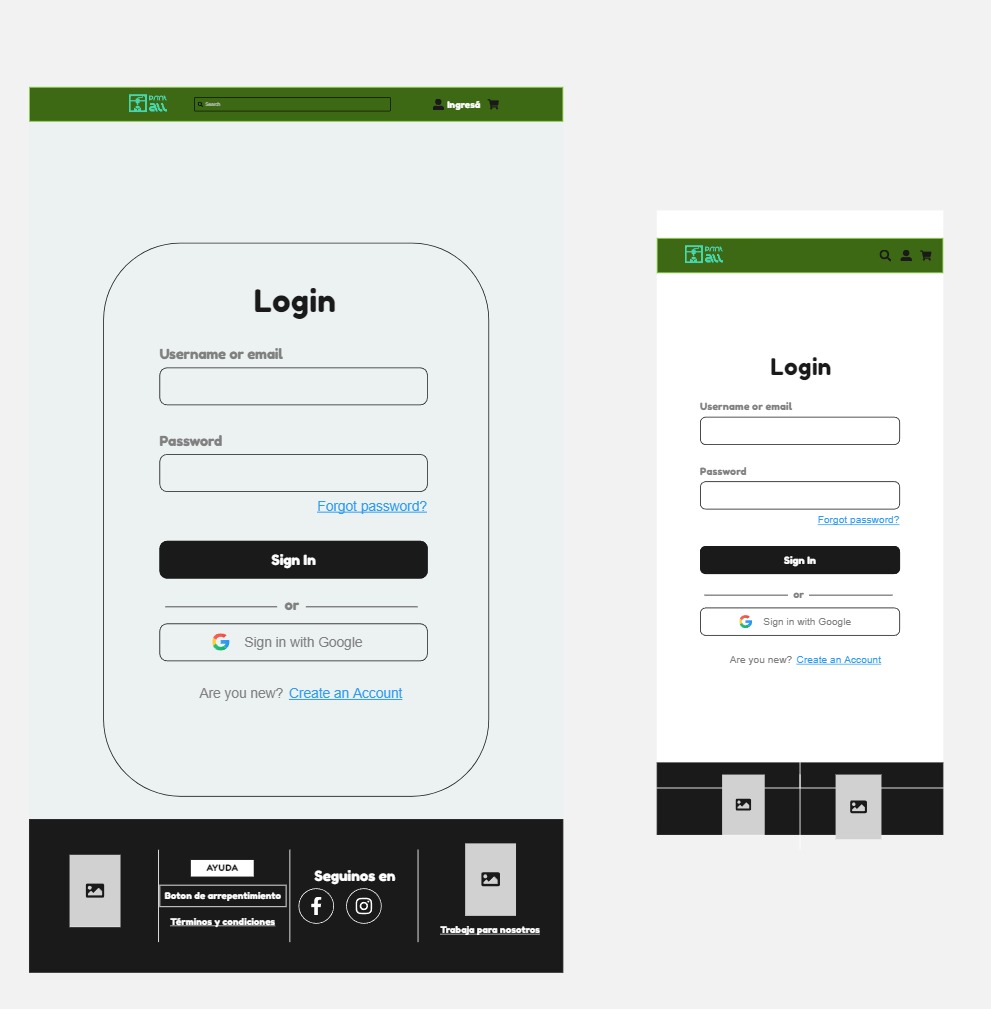 Print
all
Search
Ingresá
Login
Username or email
Password
Forgot password?
Sign In
or
Sign in with Google
Are you new? Create an Account
AYUDA
Boton de arrepentimiento
Términos y condiciones
Seguinos en
Trabaja para nosotros
Print
all
Login
Username or email
Password
Forgot password?
Sign In
or
Sign in with Google
Are you new? Create an Account